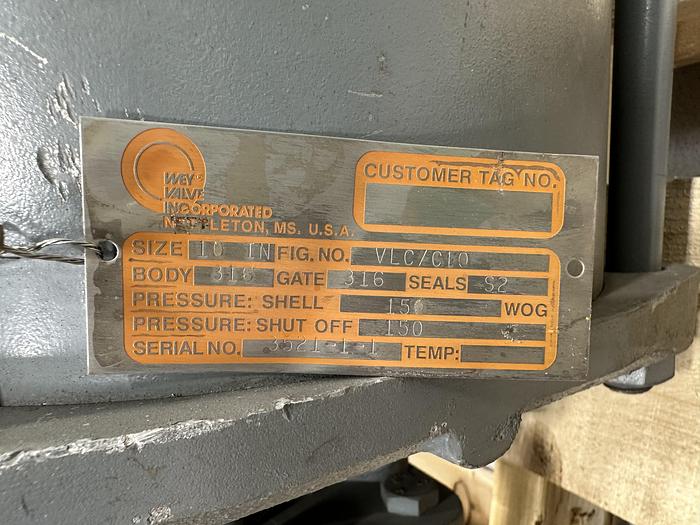 WEY®
VALVE
INCORPORATED
NETTLETON, MS. U.S.A.
CUSTOMER TAG NO.
SIZE 10 IN FIG. NO. VLC/C10
BODY 316 GATE 316 SEALS S2
PRESSURE: SHELL 150 WOG
PRESSURE: SHUT OFF 150
SERIAL NO. 3521-1-1 TEMP: